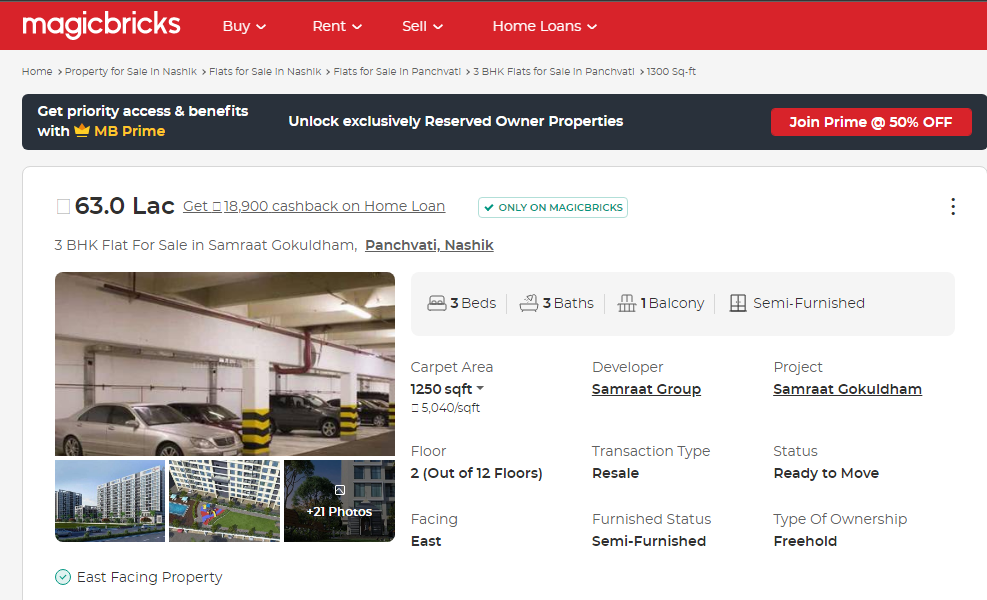 magicbricks
Buy Rent Sell Home Loans
Home > Property for Sale in Nashik > Flats for Sale in Nashik > Flats for Sale in Panchvati > 3 BHK Flats for Sale in Panchvati > 1300 Sq-ft
Get priority access & benefits
with MB Prime
Unlock exclusively Reserved Owner Properties
Join Prime @ 50% OFF
63.0 Lac Get 18,900 cashback on Home Loan ONLY ON MAGICBRICKS
3 BHK Flat For Sale in Samraat Gokuldham, Panchvati, Nashik
3 Beds 3 Baths 1 Balcony Semi-Furnished
Carpet Area Developer Project
1250 sqft Samraat Group Samraat Gokuldham
5,040/sqft
Floor Transaction Type Status
2 (Out of 12 Floors) Resale Ready to Move
+21 Photos
Facing Furnished Status Type Of Ownership
East Semi-Furnished Freehold
East Facing Property